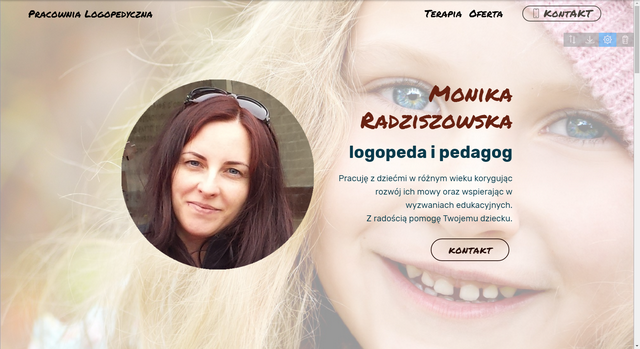 Pracownia Logopedyczna
Terapia Oferta KontAKT
Monika
Radziszowska
logopeda i pedagog
Pracuję z dziećmi w różnym wieku korygując
rozwój ich mowy oraz wspierając w
wyzwaniach edukacyjnych.
Z radością pomogę Twojemu dziecku.
KONTAKT